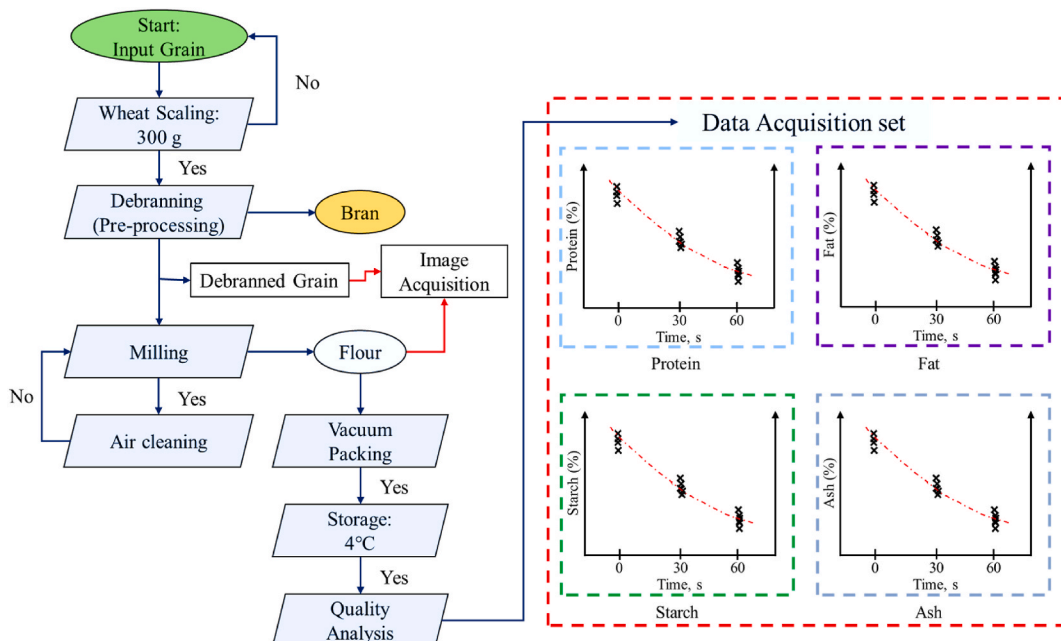 Start:
Input Grain
No
Wheat Scaling:
300 g
Yes
Debranning
(Pre-processing)
Bran
Debranned Grain
Image
Acquisition
Milling
Flour
No
Yes
Air cleaning
Vacuum
Packing
Yes
Storage:
4°C
Yes
Quality
Analysis
Data Acquisition set
Protein (%)
0 30 60
Time, s
Protein
Fat (%)
0 30 60
Time, s
Fat
Starch (%)
0 30 60
Time, s
Starch
Ash (%)
0 30 60
Time, s
Ash